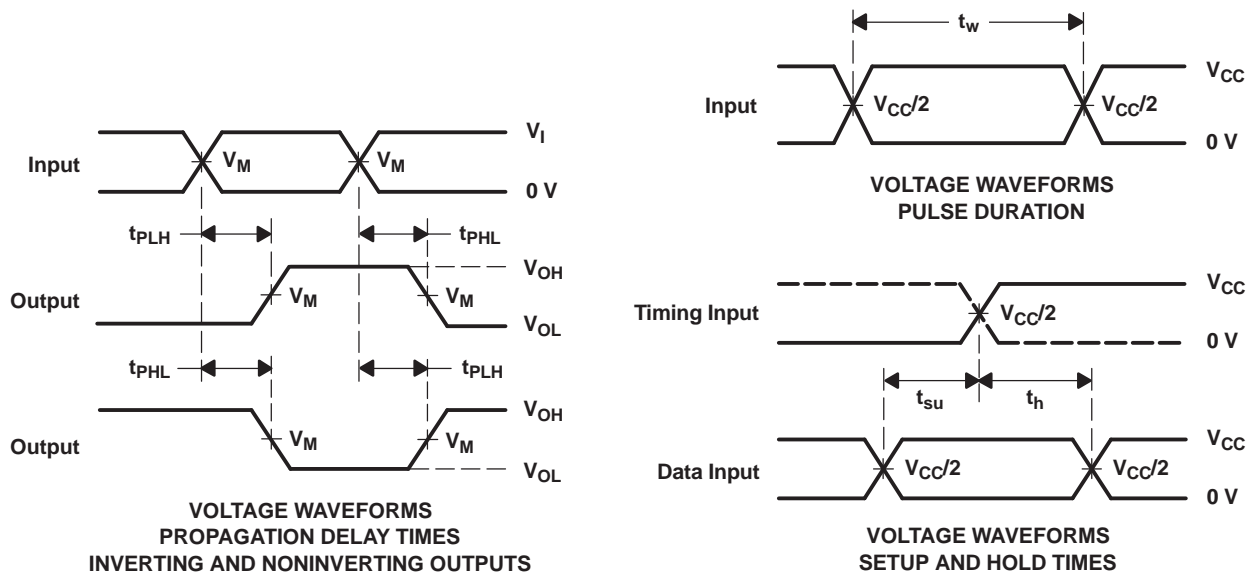 Input
V_M
V_M
V_I
0 V
t_PLH
t_PHL
Output
V_M
V_M
V_OH
V_OL
t_PHL
t_PLH
Output
V_M
V_M
V_OH
V_OL
VOLTAGE WAVEFORMS
PROPAGATION DELAY TIMES
INVERTING AND NONINVERTING OUTPUTS
t_w
Input
V_CC/2
V_CC/2
V_CC
0 V
VOLTAGE WAVEFORMS
PULSE DURATION
Timing Input
V_CC/2
V_CC
0 V
t_su
t_h
Data Input
V_CC/2
V_CC/2
V_CC
0 V
VOLTAGE WAVEFORMS
SETUP AND HOLD TIMES